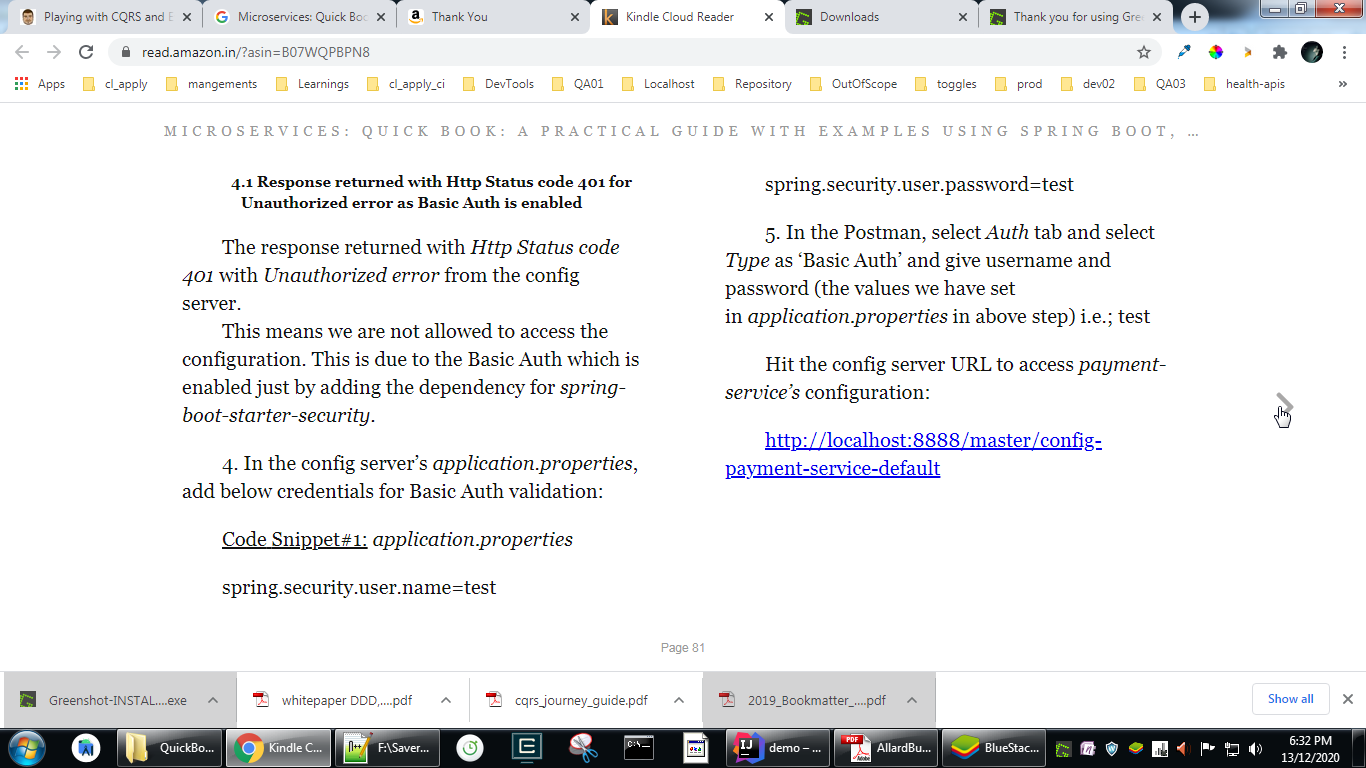 Playing with CQRS and E
Microservices: Quick Boo
Thank You
Kindle Cloud Reader
Downloads
Thank you for using Gre
read.amazon.in/?asin=B07WQPBPN8
Apps
cl_apply
mangements
Learnings
cl_apply_ci
DevTools
QA01
Localhost
Repository
OutOfScope
toggles
prod
dev02
QA03
health-apis
»
MICROSERVICES: QUICK BOOK: A PRACTICAL GUIDE WITH EXAMPLES USING SPRING BOOT, …
4.1 Response returned with Http Status code 401 for
Unauthorized error as Basic Auth is enabled
The response returned with Http Status code
401 with Unauthorized error from the config
server.
This means we are not allowed to access the
configuration. This is due to the Basic Auth which is
enabled just by adding the dependency for spring-
boot-starter-security.
4. In the config server’s application.properties,
add below credentials for Basic Auth validation:
Code Snippet#1: application.properties
spring.security.user.name=test
spring.security.user.password=test
5. In the Postman, select Auth tab and select
Type as ‘Basic Auth’ and give username and
password (the values we have set
in application.properties in above step) i.e.; test
Hit the config server URL to access payment-
service’s configuration:
http://localhost:8888/master/config-
payment-service-default
Page 81
Greenshot-INSTAL....exe
whitepaper DDD,....pdf
cqrs_journey_guide.pdf
2019_Bookmatter_....pdf
Show all
QuickBo...
Kindle C...
F:\Saver...
demo – ...
AllardBu...
BlueStac...
6:32 PM
13/12/2020